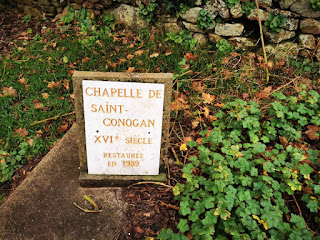 CHAPELLE DE
SAINT-
CONOGAN
XVIe SIÈCLE
RESTAURÉE
EN 1989